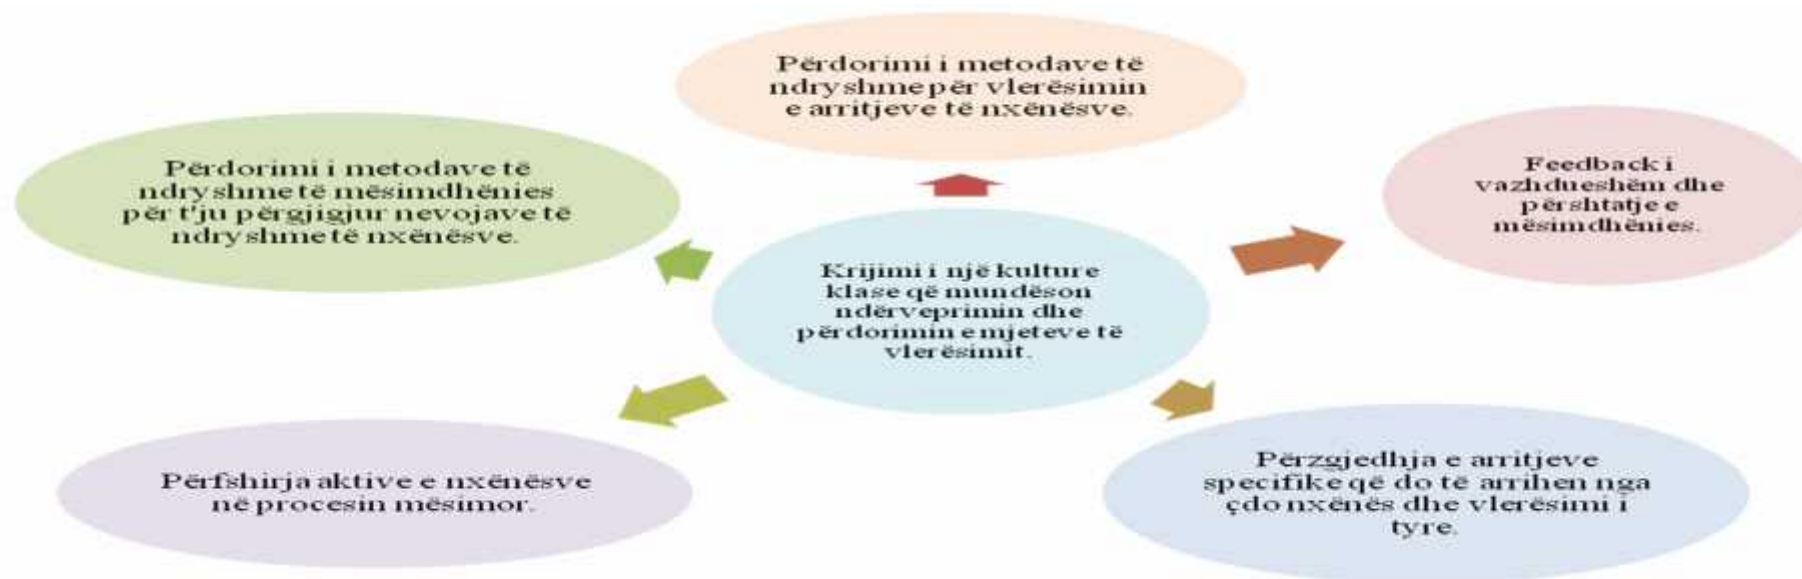 Përdorimi i metodave të
ndryshme për vlerësimin
e arritjeve të nxënësve.
Përdorimi i metodave të
ndryshme të mësimdhënies
për t'ju përgjigjur nevojave të
ndryshme të nxënësve.
Feedback i
vazhdueshëm dhe
përshtatje e
mësimdhënies.
Krijimi i një kulture
klase që mundëson
ndërveprimin dhe
përdorimin e mjeteve të
vlerësimit.
Përfshirja aktive e nxënësve
në procesin mësimor.
Përzgjedhja e arritjeve
specifike që do të arrihen nga
çdo nxënës dhe vlerësimi i
tyre.